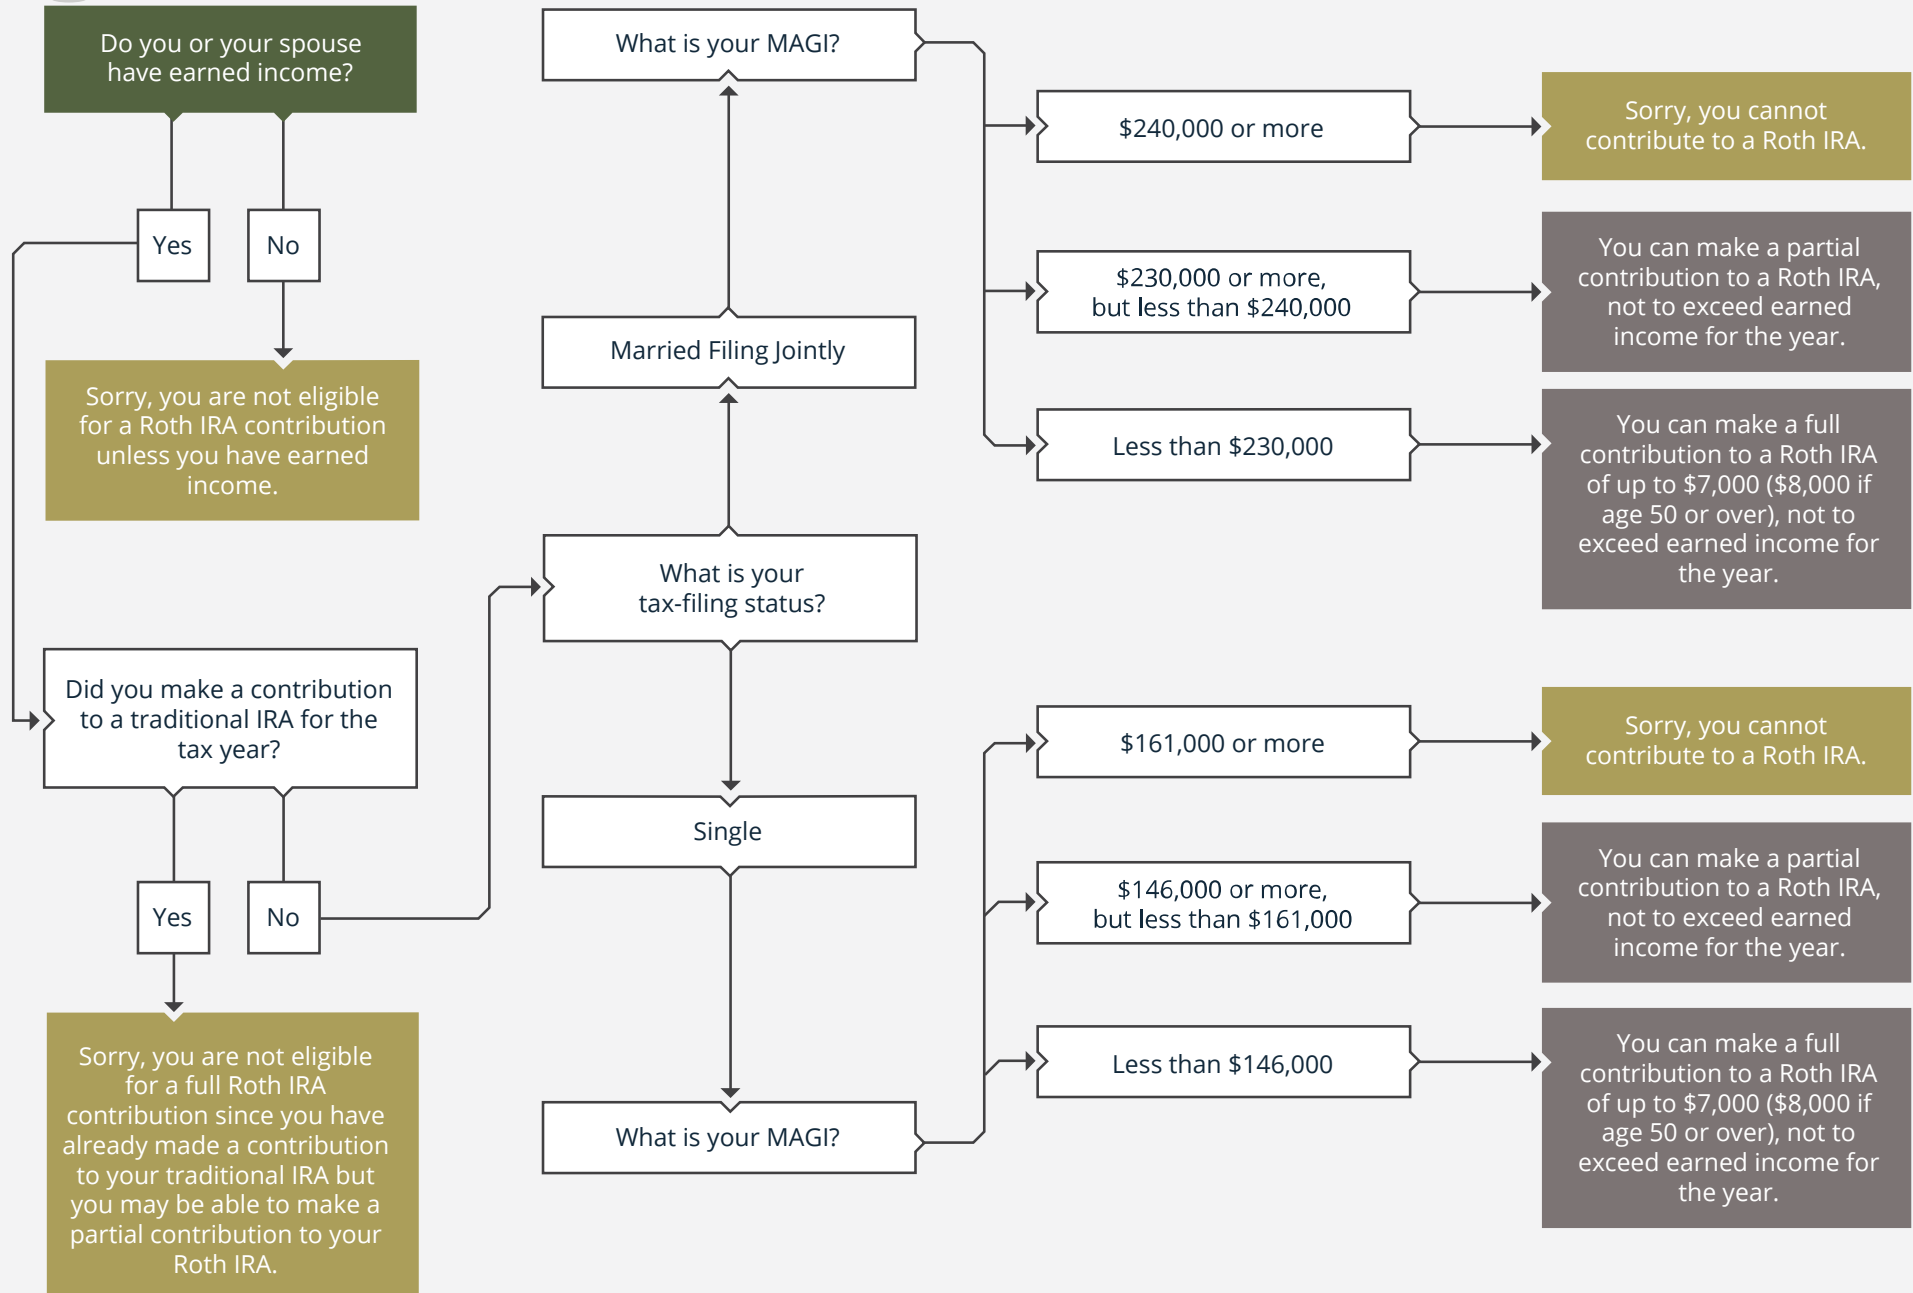 Do you or your spouse
have earned income?
Yes
No
Sorry, you are not eligible
for a Roth IRA contribution
unless you have earned
income.
Did you make a contribution
to a traditional IRA for the
tax year?
Yes
No
Sorry, you are not eligible
for a full Roth IRA
contribution since you have
already made a contribution
to your traditional IRA but
you may be able to make a
partial contribution to your
Roth IRA.
What is your
tax-filing status?
Married Filing Jointly
What is your MAGI?
$240,000 or more
Sorry, you cannot
contribute to a Roth IRA.
$230,000 or more,
but less than $240,000
You can make a partial
contribution to a Roth IRA,
not to exceed earned
income for the year.
Less than $230,000
You can make a full
contribution to a Roth IRA
of up to $7,000 ($8,000 if
age 50 or over), not to
exceed earned income for
the year.
Single
What is your MAGI?
$161,000 or more
Sorry, you cannot
contribute to a Roth IRA.
$146,000 or more,
but less than $161,000
You can make a partial
contribution to a Roth IRA,
not to exceed earned
income for the year.
Less than $146,000
You can make a full
contribution to a Roth IRA
of up to $7,000 ($8,000 if
age 50 or over), not to
exceed earned income for
the year.